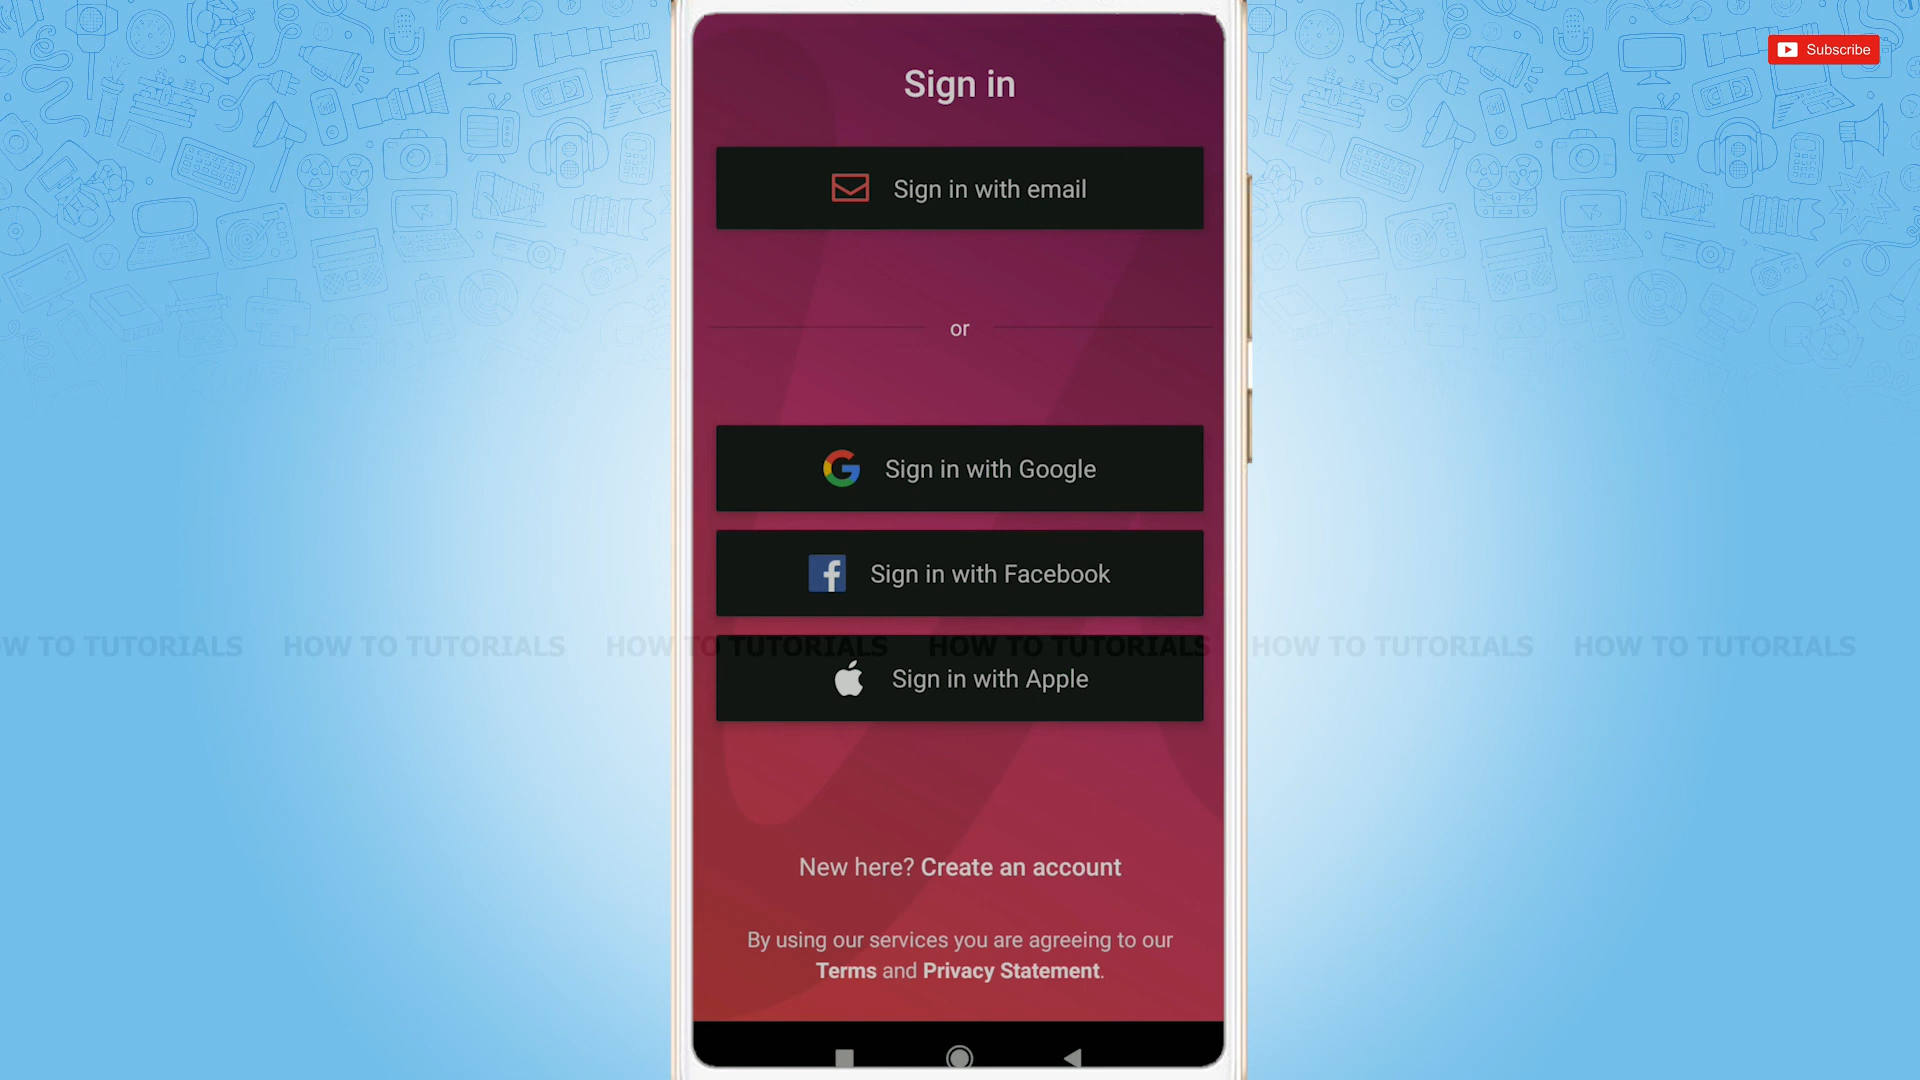 Subscribe
Sign in
Sign in with email
or
Sign in with Google
Sign in with Facebook
HOW TO TUTORIALS HOW TO TUTORIALS HOW TO TUTORIALS HOW TO TUTORIALS HOW TO TUTORIALS HOW TO TUTORIALS
Sign in with Apple
New here? Create an account
By using our services you are agreeing to our
Terms and Privacy Statement.